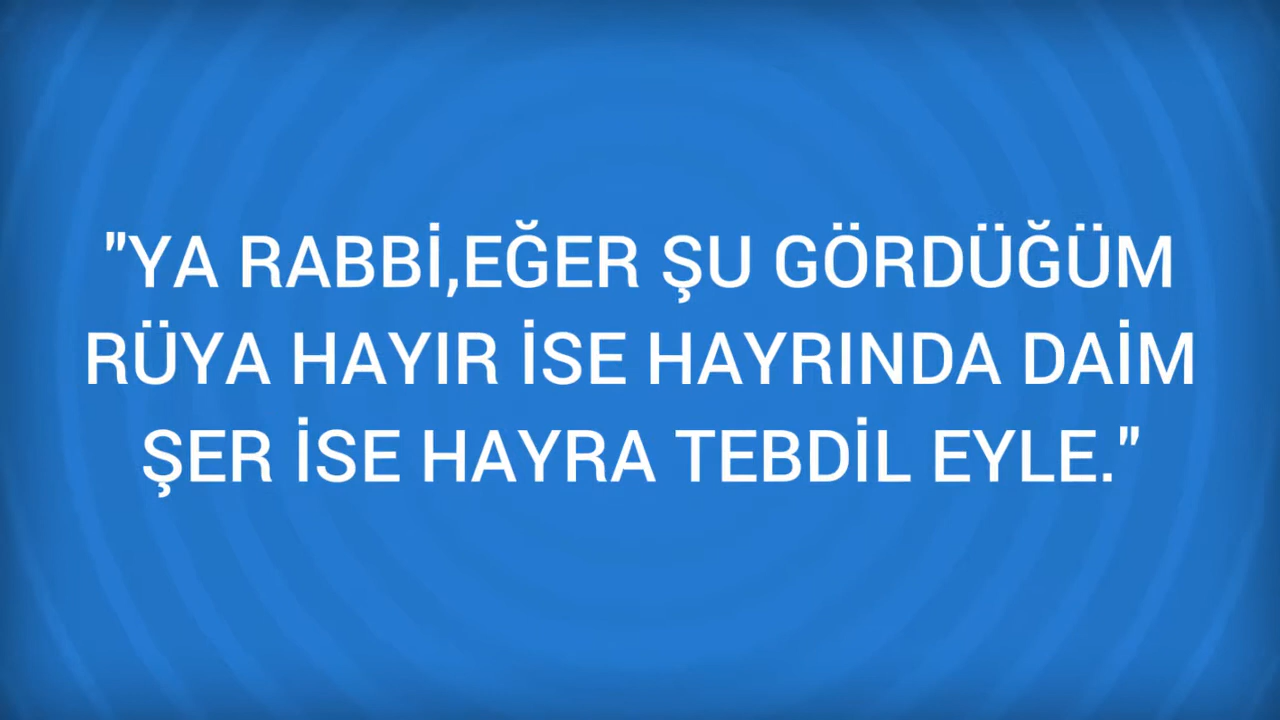 "YA RABBİ,EĞER ŞU GÖRDÜĞÜM
RÜYA HAYIR İSE HAYRINDA DAİM
ŞER İSE HAYRA TEBDİL EYLE."